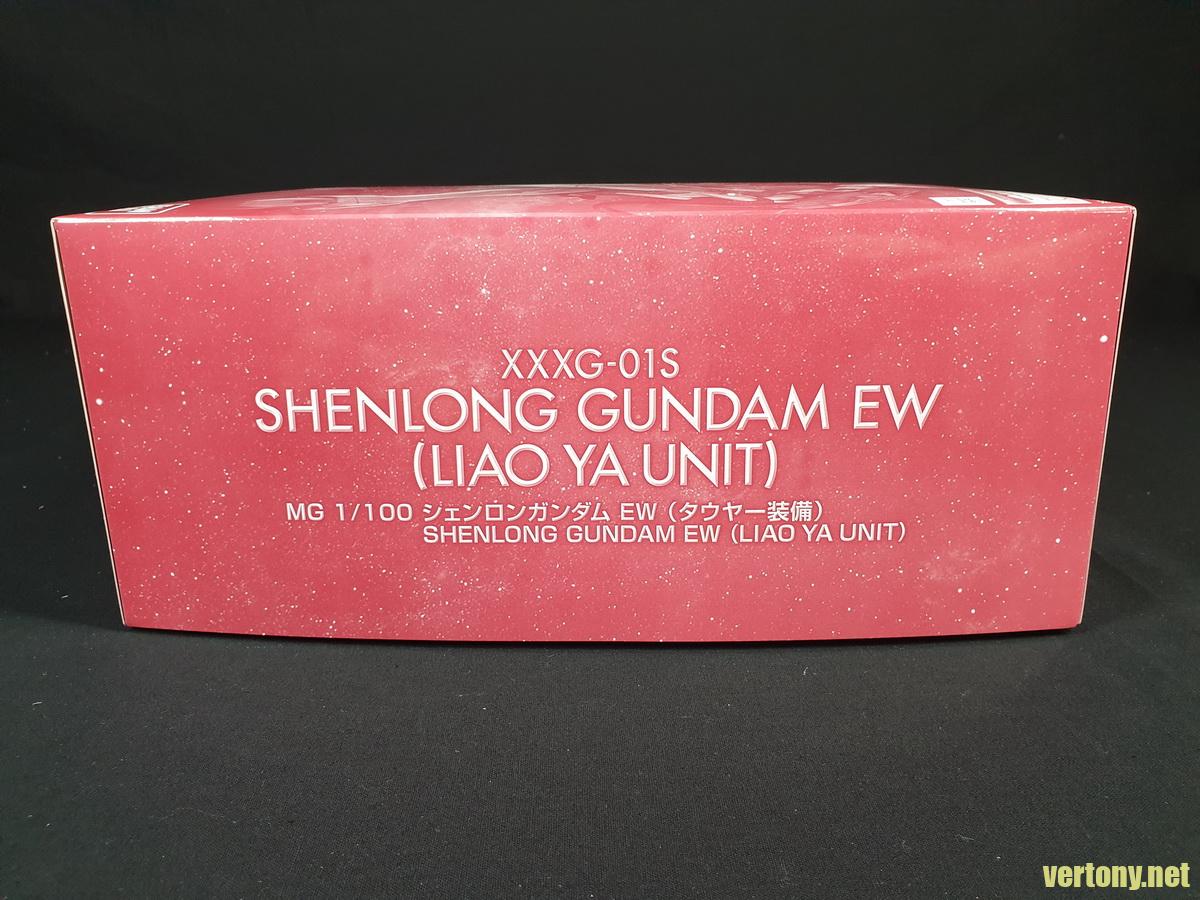 XXXG-01S
SHENLONG GUNDAM EW
(LIAO YA UNIT)
MG 1/100 シェンロンガンダム EW（タウヤー装備）
SHENLONG GUNDAM EW (LIAO YA UNIT)
vertony.net